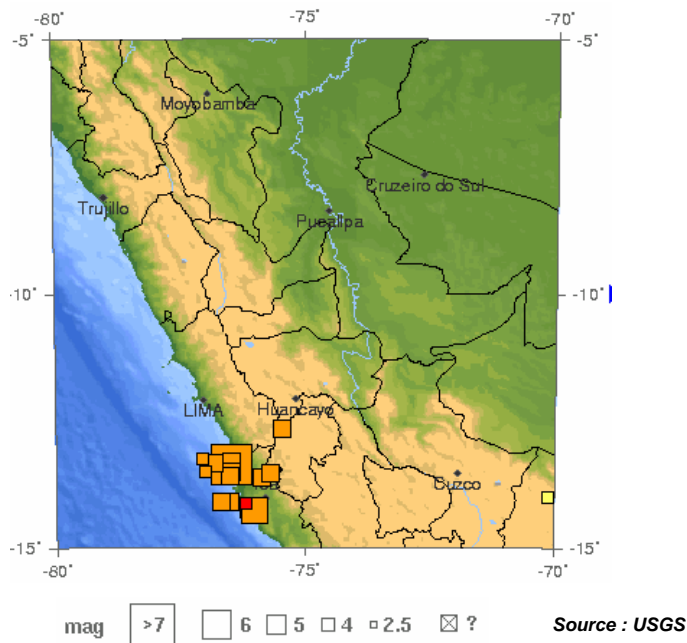 -80° -75° -70°
-5° -5°
Moyobamba
Cruzeiro do Sul
Trujillo
Pucallpa
-10° -10°
LIMA Huancayo
Cuzco
-15° -15°
-80° -75° -70°
mag >7 6 5 4 2.5 ? Source : USGS